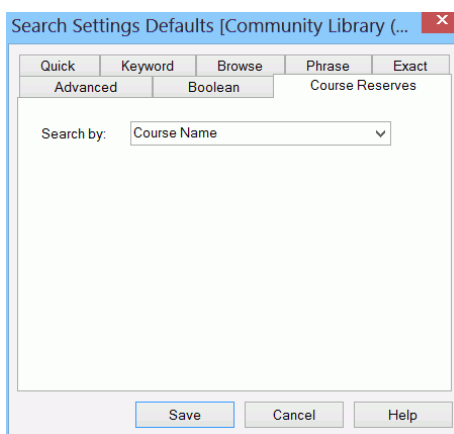 Search Settings Defaults [Community Library (...
Quick Keyword Browse Phrase Exact
Advanced Boolean Course Reserves
Search by: Course Name
Save Cancel Help